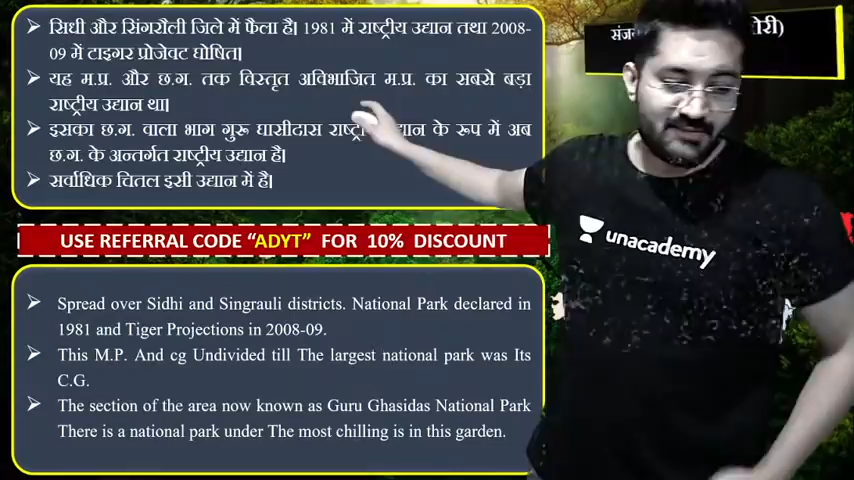 सिधी और सिंगरौली जिले में फैला है। 1981 में राष्ट्रीय उद्यान तथा 2008-
09 में टाइगर प्रोजेक्ट घोषित।
यह म.प्र. और छ.ग. तक विस्तृत अविभाजित म.प्र. का सबसे बड़ा
राष्ट्रीय उद्यान था।
इसका छ.ग. वाला भाग गुरू घासीदास के रूप में अब
छ.ग. के अन्तर्गत राष्ट्रीय उद्यान है।
सर्वाधिक चितल इसी उद्यान में है।
USE REFERRAL CODE “ADYT” FOR 10% DISCOUNT
Spread over Sidhi and Singrauli districts. National Park declared in
1981 and Tiger Projections in 2008-09.
This M.P. And cg Undivided till The largest national park was Its
C.G.
The section of the area now known as Guru Ghasidas National Park
There is a national park under The most chilling is in this garden.
unacademy